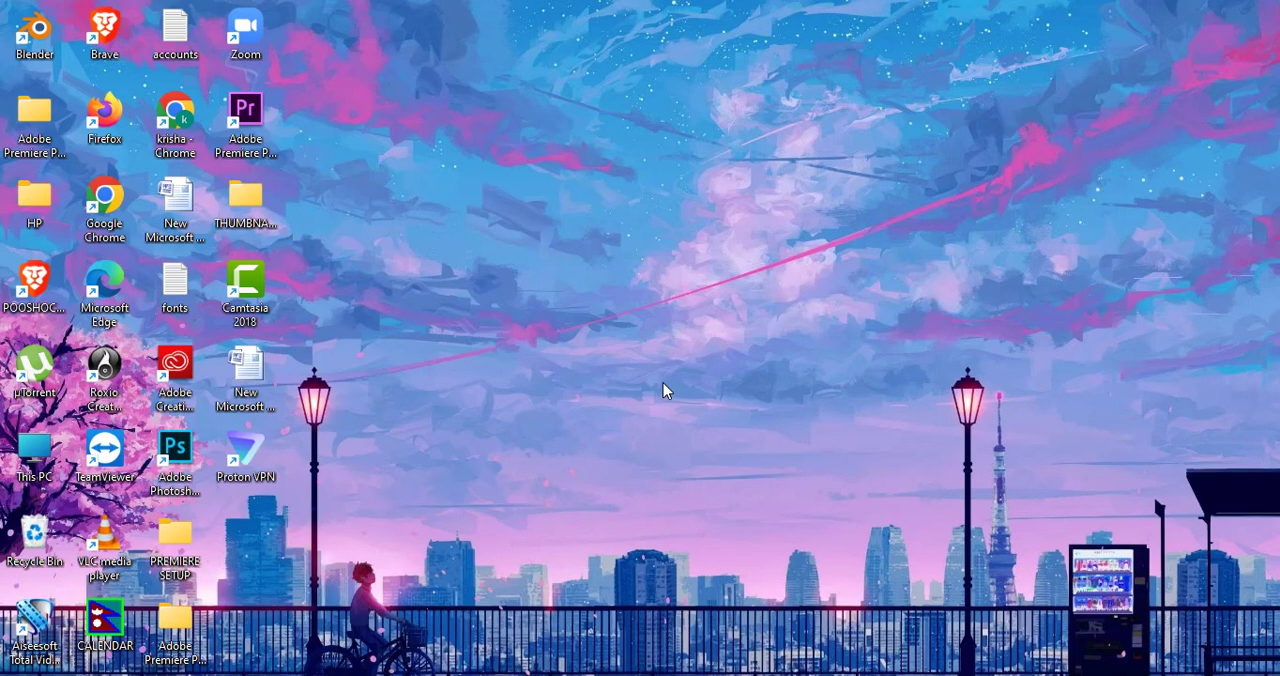 Blender
Brave
accounts
Zoom
Adobe
Premiere P...
Firefox
krisha -
Chrome
Adobe
Premiere P...
HP
Google
Chrome
New
Microsoft ...
THUMBNA...
POOSHOC...
Microsoft
Edge
fonts
Camtasia
2018
µTorrent
Roxio
Creat...
Adobe
Creati...
New
Microsoft ...
This PC
TeamViewer
Adobe
Photosh...
Proton VPN
Recycle Bin
VLC media
player
PREMIERE
SETUP
Aiseesoft
Total Vid...
CALENDAR
Adobe
Premiere P...
k
Pr
Ps